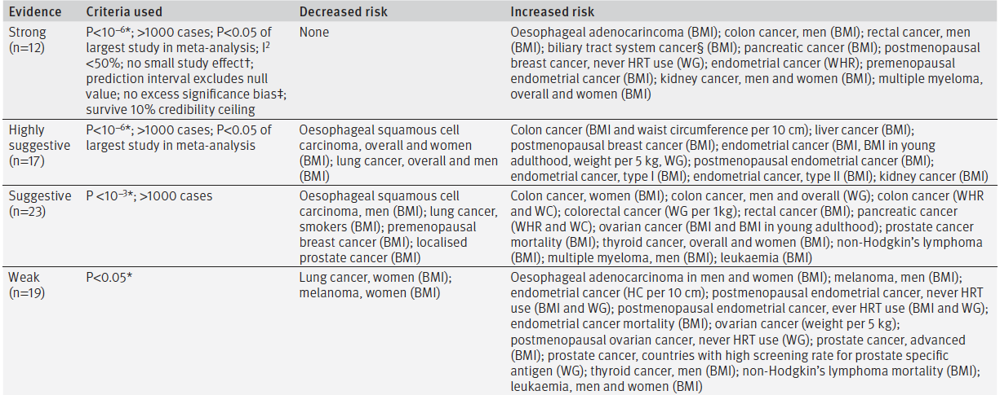 Evidence Criteria used Decreased risk Increased risk
Strong
(n=12)
P<10–6*; >1000 cases; P<0.05 of
largest study in meta-analysis; I2
<50%; no small study effect†;
prediction interval excludes null
value; no excess significance bias‡;
survive 10% credibility ceiling
None
Oesophageal adenocarincoma (BMI); colon cancer, men (BMI); rectal cancer, men
(BMI); biliary tract system cancer§ (BMI); pancreatic cancer (BMI); postmenopausal
breast cancer, never HRT use (WG); endometrial cancer (WHR); premenopausal
endometrial cancer (BMI); kidney cancer, men and women (BMI); multiple myeloma,
overall and women (BMI)
Highly
suggestive
(n=17)
P<10–6*; >1000 cases; P<0.05 of
largest study in meta-analysis
Oesophageal squamous cell
carcinoma, overall and women
(BMI); lung cancer, overall and men
(BMI)
Colon cancer (BMI and waist circumference per 10 cm); liver cancer (BMI);
postmenopausal breast cancer (BMI); endometrial cancer (BMI, BMI in young
adulthood, weight per 5 kg, WG); postmenopausal endometrial cancer (BMI);
endometrial cancer, type I (BMI); endometrial cancer, type II (BMI); kidney cancer (BMI)
Suggestive
(n=23)
P <10–3*; >1000 cases
Oesophageal squamous cell
carcinoma, men (BMI); lung cancer,
smokers (BMI); premenopausal
breast cancer (BMI); localised
prostate cancer (BMI)
Colon cancer, women (BMI); colon cancer, men and overall (WG); colon cancer (WHR
and WC); colorectal cancer (WG per 1kg); rectal cancer (BMI); pancreatic cancer
(WHR and WC); ovarian cancer (BMI and BMI in young adulthood); prostate cancer
mortality (BMI); thyroid cancer, overall and women (BMI); non-Hodgkin's lymphoma
(BMI); multiple myeloma, men (BMI); leukaemia (BMI)
Weak
(n=19)
P<0.05*
Lung cancer, women (BMI);
melanoma, women (BMI)
Oesophageal adenocarcinoma in men and women (BMI); melanoma, men (BMI);
endometrial cancer (HC per 10 cm); postmenopausal endometrial cancer, never HRT
use (BMI and WG); postmenopausal endometrial cancer, ever HRT use (BMI and WG);
endometrial cancer mortality (BMI); ovarian cancer (weight per 5 kg);
postmenopausal ovarian cancer, never HRT use (WG); prostate cancer, advanced
(BMI); prostate cancer, countries with high screening rate for prostate specific
antigen (WG); thyroid cancer, men (BMI); non-Hodgkin's lymphoma mortality (BMI);
leukaemia, men and women (BMI)